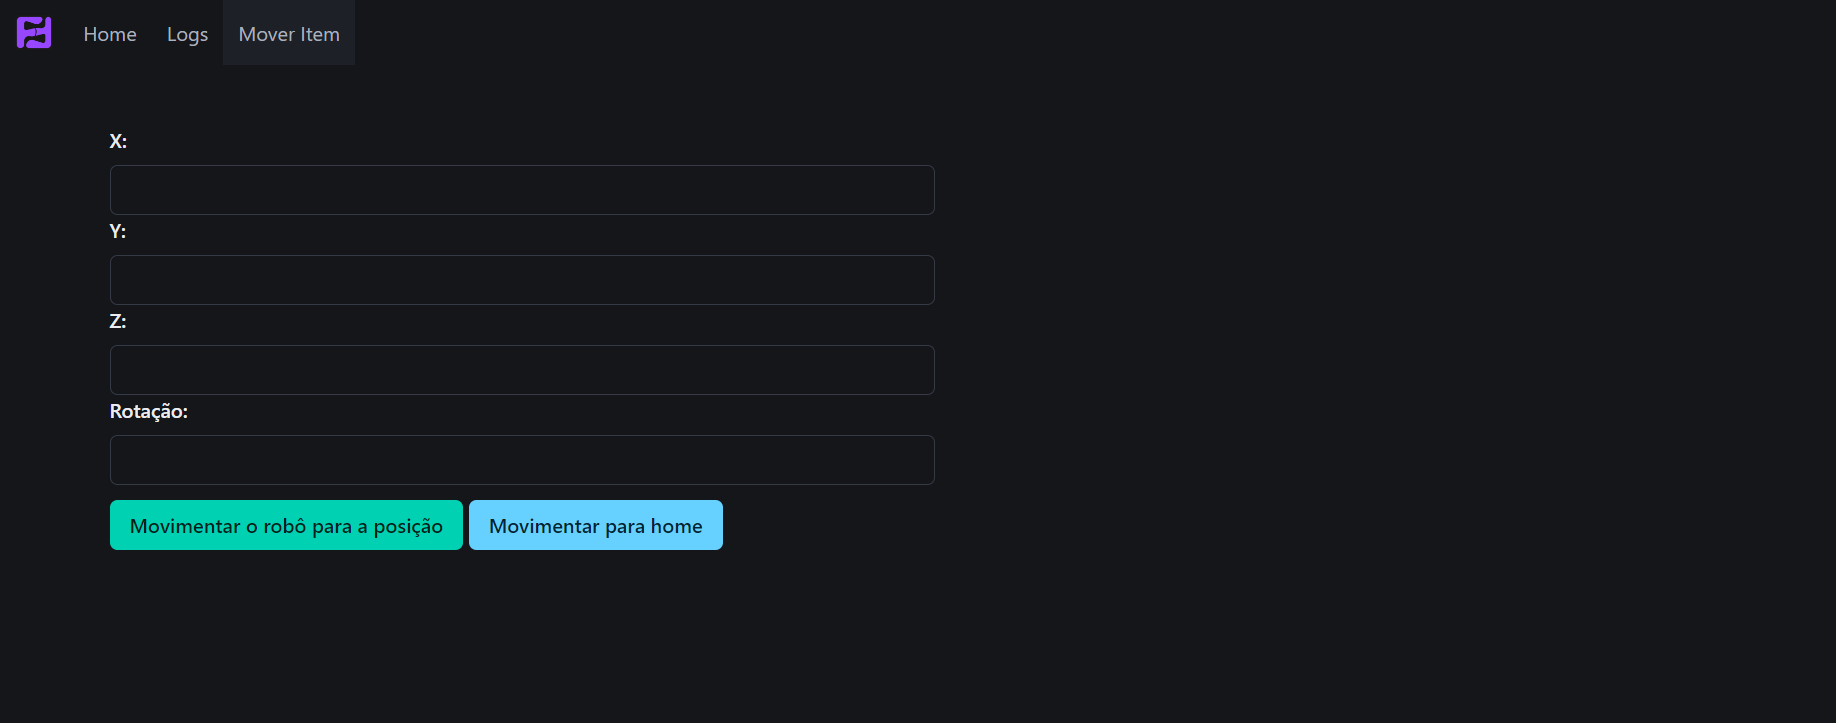 Home Logs Mover Item
X:
Y:
Z:
Rotação:
Movimentar o robô para a posição Movimentar para home